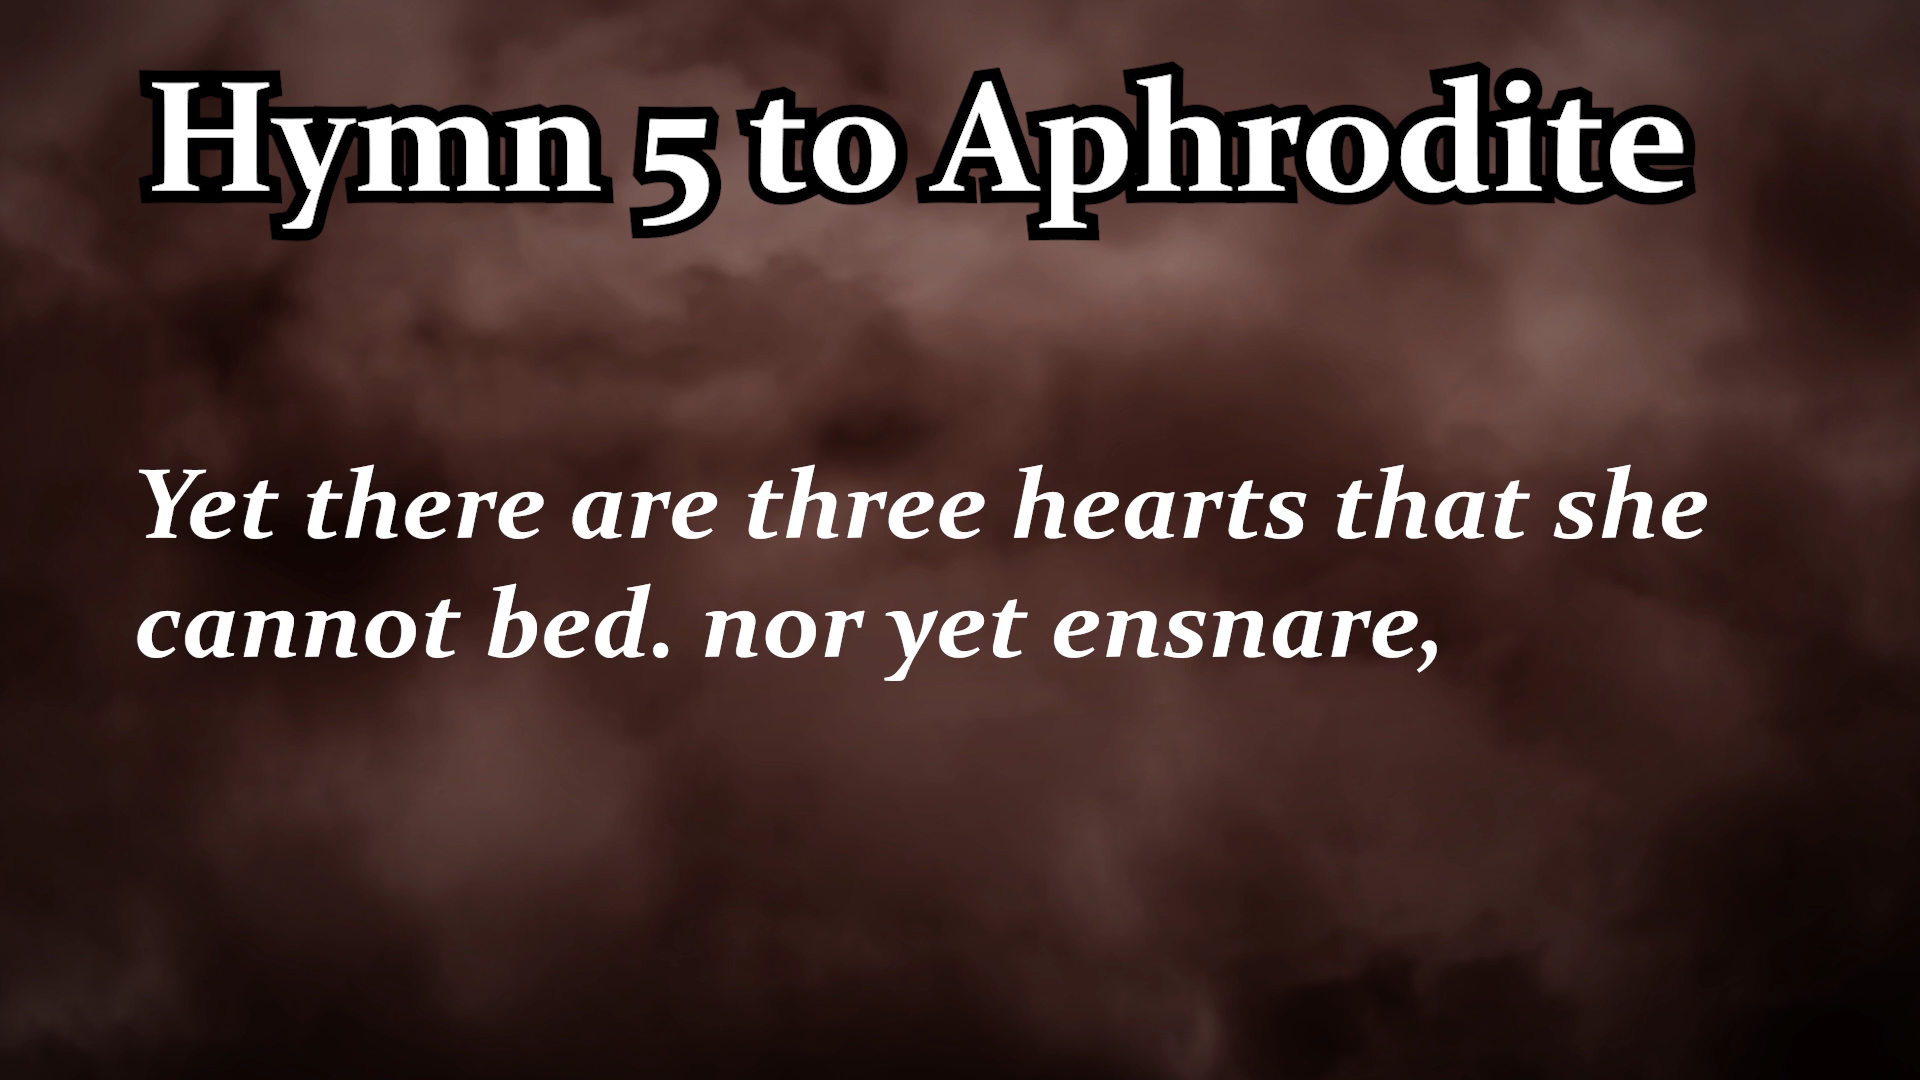 Hymn 5 to Aphrodite
Yet there are three hearts that she
cannot bed. nor yet ensnare,